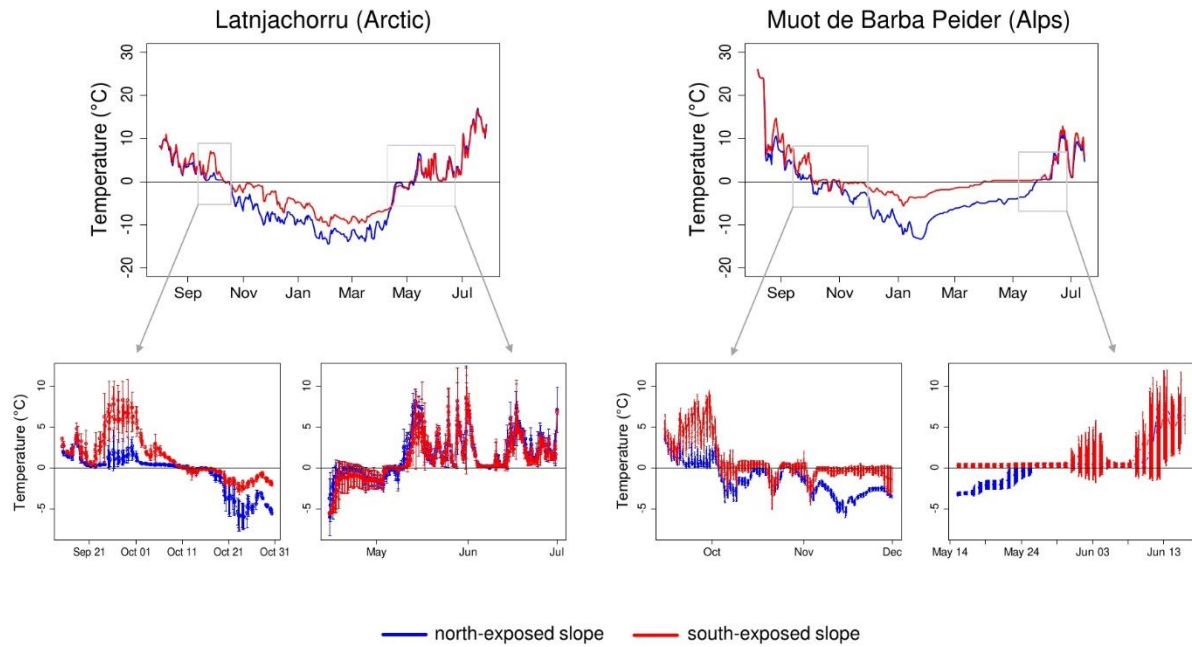 Latnjachorru (Arctic)
Muot de Barba Peider (Alps)
Temperature (°C)
30
20
10
0
-10
-20
Sep Nov Jan Mar May Jul
Temperature (°C)
30
20
10
0
-10
-20
Sep Nov Jan Mar May Jul
Temperature (°C)
10
5
0
-5
Sep 21 Oct 01 Oct 11 Oct 21 Oct 31
10
5
0
-5
May Jun Jul
Temperature (°C)
10
5
0
-5
Oct Nov Dec
Temperature (°C)
10
5
0
-5
May 14 May 24 Jun 03 Jun 13
north-exposed slope south-exposed slope